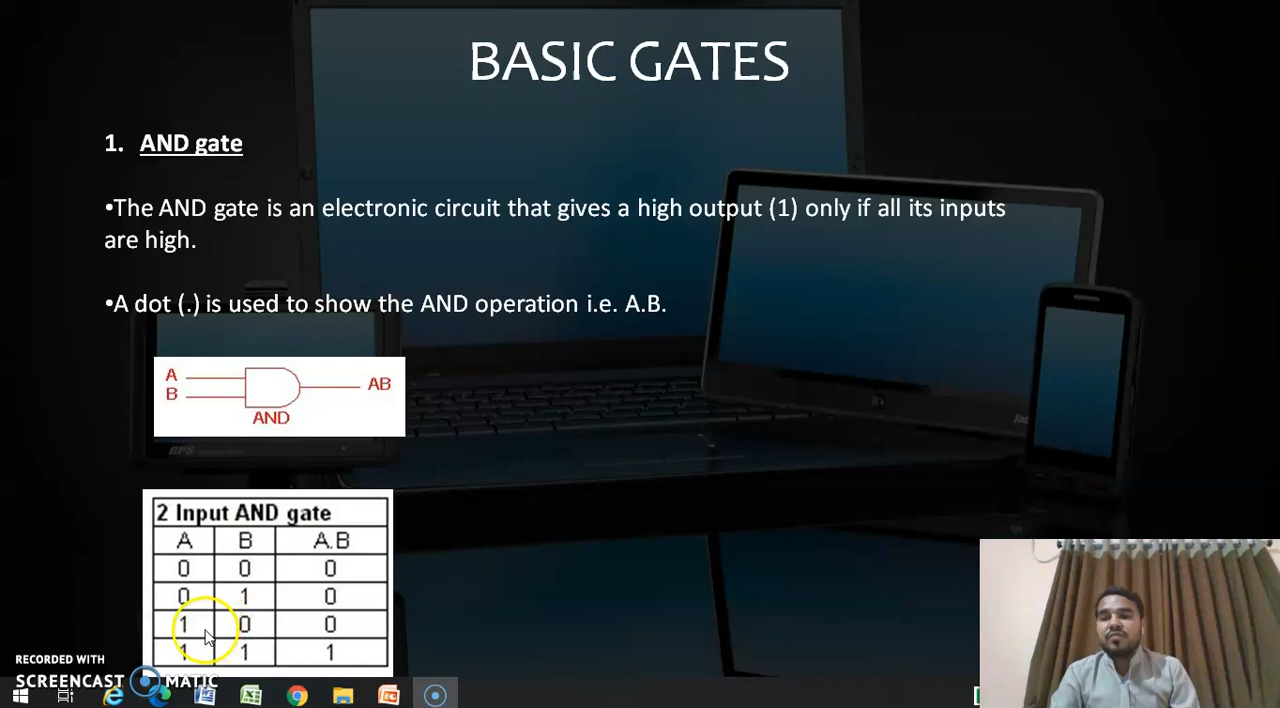 BASIC GATES
1. AND gate
•The AND gate is an electronic circuit that gives a high output (1) only if all its inputs
are high.
•A dot (.) is used to show the AND operation i.e. A.B.
A
B
AB
AND
2 Input AND gate
A B A.B
0 0 0
0 1 0
1 0 0
1 1 1
GPS
RECORDED WITH
SCREENCAST MATIC